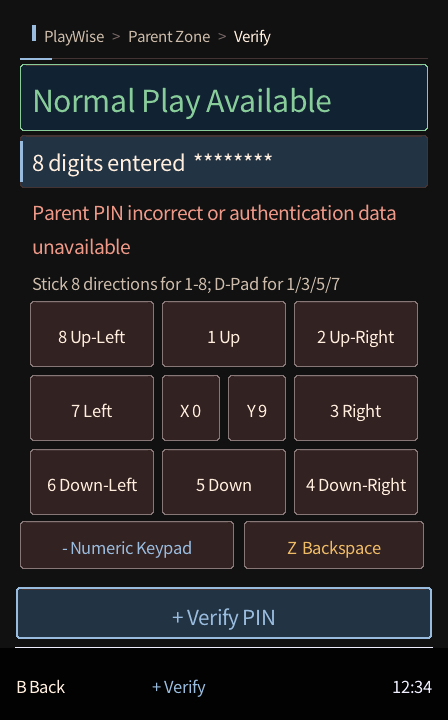 PlayWise > Parent Zone > Verify
Normal Play Available
8 digits entered ********
Parent PIN incorrect or authentication data
unavailable
Stick 8 directions for 1-8; D-Pad for 1/3/5/7
8 Up-Left 1 Up 2 Up-Right
7 Left X 0 Y 9 3 Right
6 Down-Left 5 Down 4 Down-Right
- Numeric Keypad Z Backspace
+ Verify PIN
B Back + Verify 12:34